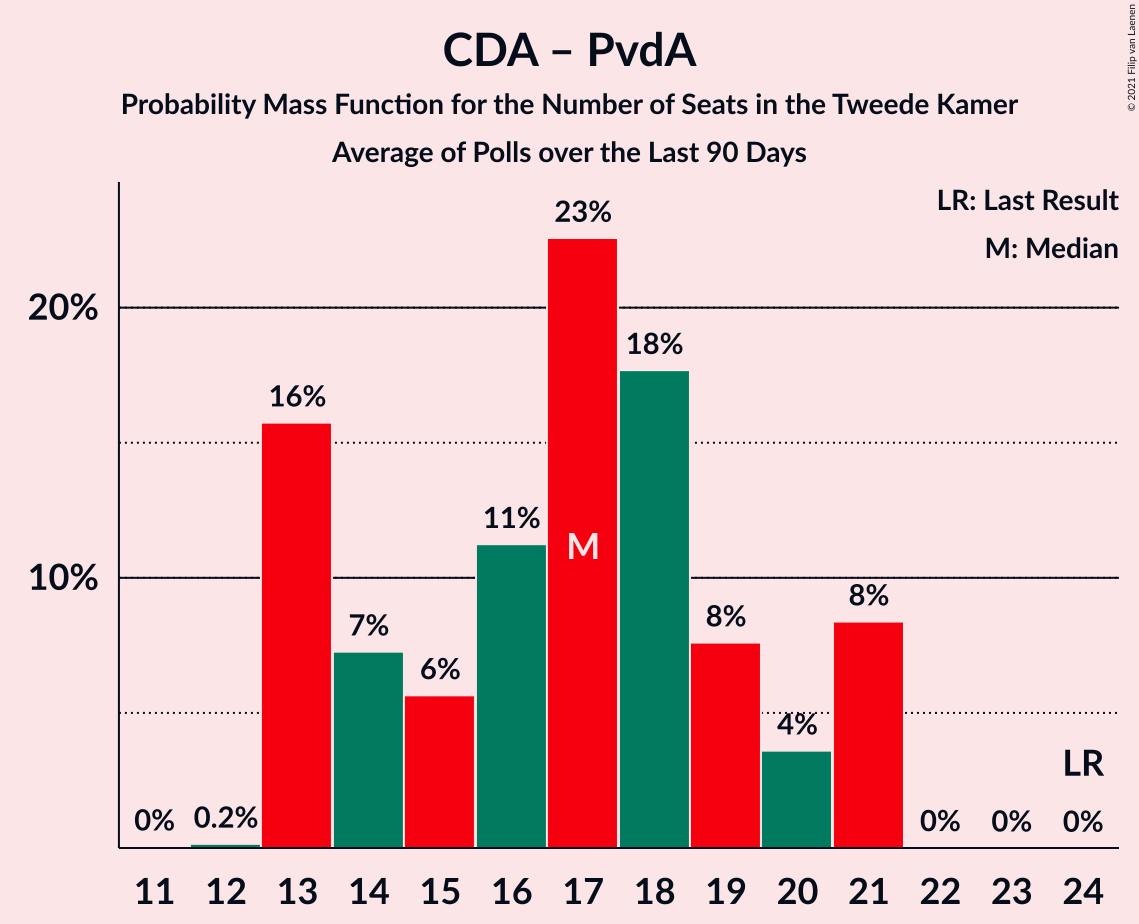 CDA – PvdA
Probability Mass Function for the Number of Seats in the Tweede Kamer
Average of Polls over the Last 90 Days
© 2021 Filip van Laenen
LR: Last Result
M: Median
20%
10%
0%
0.2%
16%
7%
6%
11%
23%
M
18%
8%
4%
8%
0%
0%
LR
0%
11 12 13 14 15 16 17 18 19 20 21 22 23 24